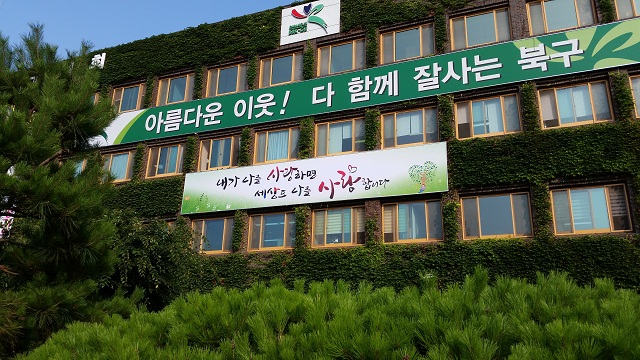 아름다운 이웃! 다 함께 잘사는 북구
내가 나를 사랑하면
세상도 나를 사랑합니다